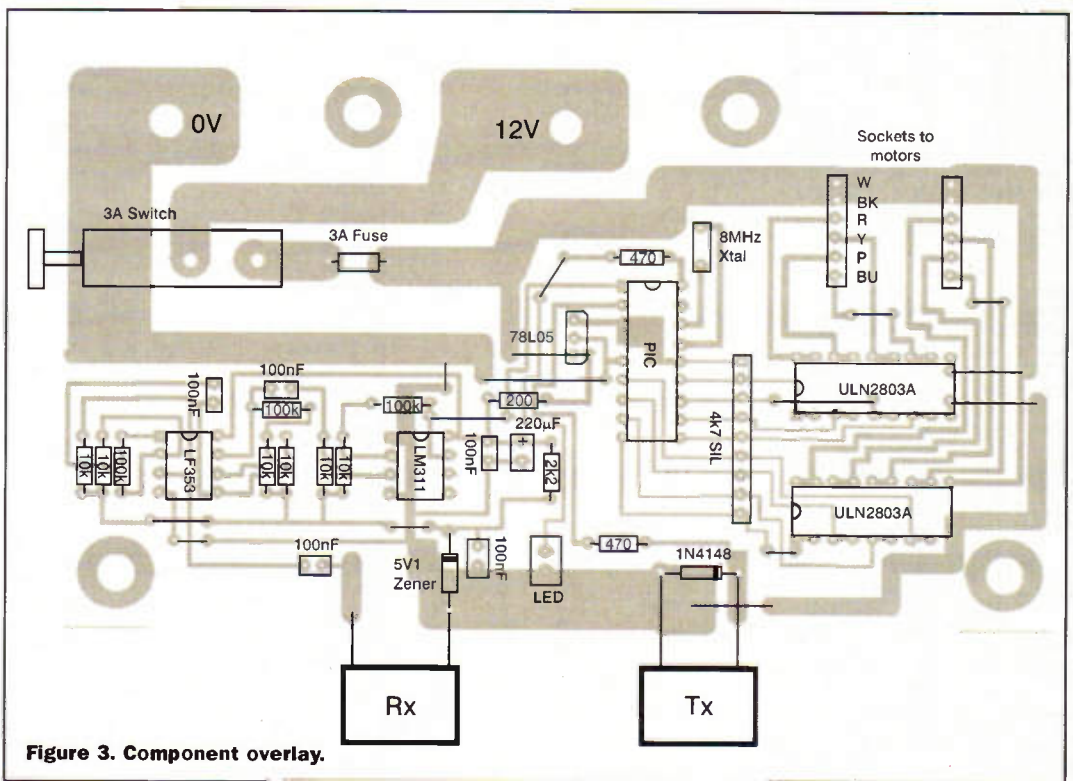 0V
12V
Sockets to
motors
W
BK
R
Y
P
BU
3A Switch
3A Fuse
470
8MHz
Xtal
78L05
PIC
100nF
100nF
100k
100k
200
220µF
+
4k7 SIL
ULN2803A
10k
10k
100k
LF353
10k
10k
10k
10k
LM311
100nF
2k2
ULN2803A
100nF
5V1
Zener
100nF
LED
470
1N4148
Rx
Tx
Figure 3. Component overlay.